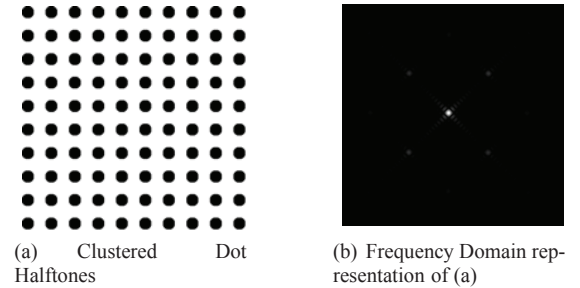 (a) Clustered Dot
Halftones
(b) Frequency Domain rep-
resentation of (a)